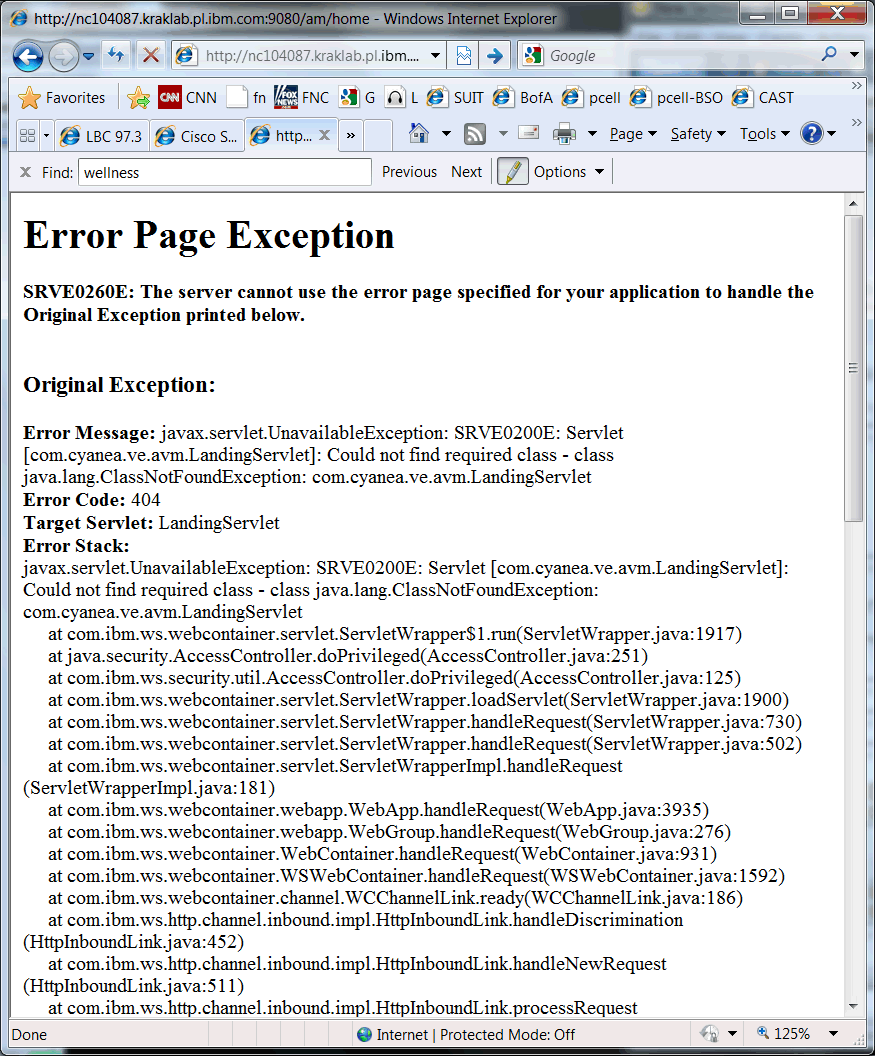 http://nc104087.kraklab.pl.ibm.com:9080/am/home - Windows Internet Explorer
http://nc104087.kraklab.pl.ibm....
Google
Favorites CNN CNN fn FOX NEWS FNC G L SUIT BofA pcell pcell-BSO CAST »
LBC 97.3 Cisco S... http... » Page Safety Tools ? »
x Find: wellness Previous Next Options
Error Page Exception
SRVE0260E: The server cannot use the error page specified for your application to handle the
Original Exception printed below.
Original Exception:
Error Message: javax.servlet.UnavailableException: SRVE0200E: Servlet
[com.cyanea.ve.avm.LandingServlet]: Could not find required class - class
java.lang.ClassNotFoundException: com.cyanea.ve.avm.LandingServlet
Error Code: 404
Target Servlet: LandingServlet
Error Stack:
javax.servlet.UnavailableException: SRVE0200E: Servlet [com.cyanea.ve.avm.LandingServlet]:
Could not find required class - class java.lang.ClassNotFoundException:
com.cyanea.ve.avm.LandingServlet
at com.ibm.ws.webcontainer.servlet.ServletWrapper$1.run(ServletWrapper.java:1917)
at java.security.AccessController.doPrivileged(AccessController.java:251)
at com.ibm.ws.security.util.AccessController.doPrivileged(AccessController.java:125)
at com.ibm.ws.webcontainer.servlet.ServletWrapper.loadServlet(ServletWrapper.java:1900)
at com.ibm.ws.webcontainer.servlet.ServletWrapper.handleRequest(ServletWrapper.java:730)
at com.ibm.ws.webcontainer.servlet.ServletWrapper.handleRequest(ServletWrapper.java:502)
at com.ibm.ws.webcontainer.servlet.ServletWrapperImpl.handleRequest
(ServletWrapperImpl.java:181)
at com.ibm.ws.webcontainer.webapp.WebApp.handleRequest(WebApp.java:3935)
at com.ibm.ws.webcontainer.webapp.WebGroup.handleRequest(WebGroup.java:276)
at com.ibm.ws.webcontainer.WebContainer.handleRequest(WebContainer.java:931)
at com.ibm.ws.webcontainer.WSWebContainer.handleRequest(WSWebContainer.java:1592)
at com.ibm.ws.webcontainer.channel.WCChannelLink.ready(WCChannelLink.java:186)
at com.ibm.ws.http.channel.inbound.impl.HttpInboundLink.handleDiscrimination
(HttpInboundLink.java:452)
at com.ibm.ws.http.channel.inbound.impl.HttpInboundLink.handleNewRequest
(HttpInboundLink.java:511)
at com.ibm.ws.http.channel.inbound.impl.HttpInboundLink.processRequest
Done Internet | Protected Mode: Off 125%